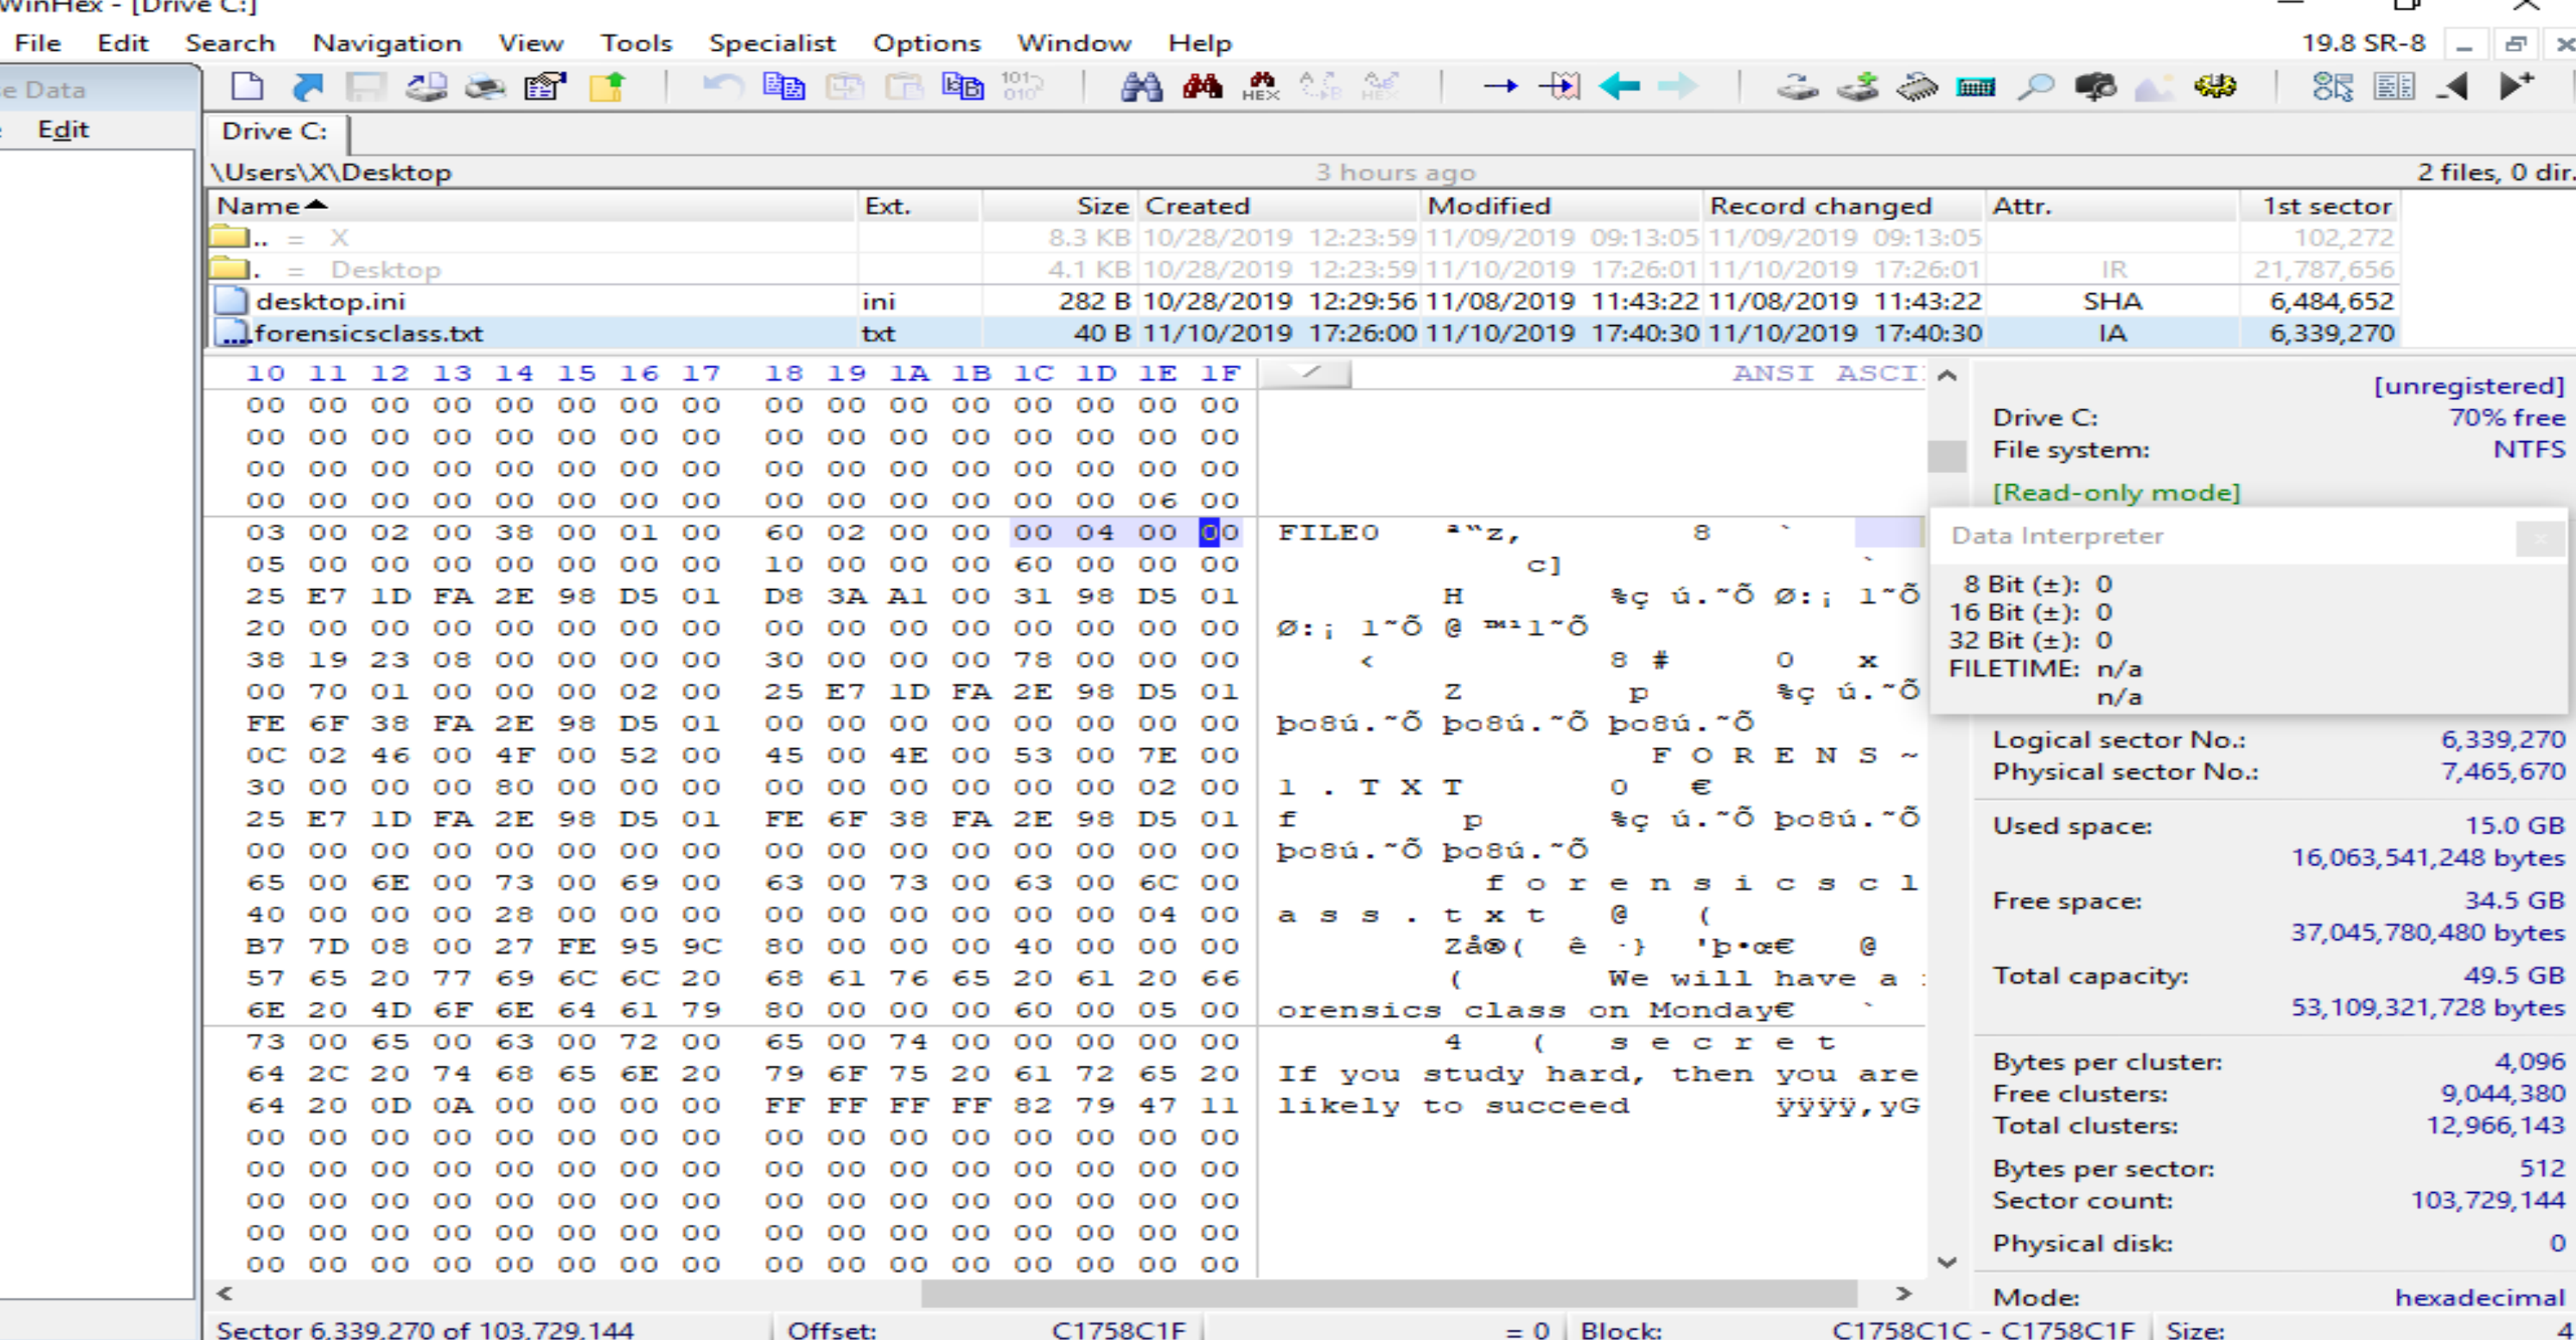 WinHex - [Drive C:]
File Edit Search Navigation View Tools Specialist Options Window Help 19.8 SR-8
e Data
Edit
Drive C:
\Users\X\Desktop 3 hours ago 2 files, 0 dir.
Name Ext. Size Created Modified Record changed Attr. 1st sector
.. = X 8.3 KB 10/28/2019 12:23:59 11/09/2019 09:13:05 11/09/2019 09:13:05 102,272
. = Desktop 4.1 KB 10/28/2019 12:23:59 11/10/2019 17:26:01 11/10/2019 17:26:01 IR 21,787,656
desktop.ini ini 282 B 10/28/2019 12:29:56 11/08/2019 11:43:22 11/08/2019 11:43:22 SHA 6,484,652
forensicsclass.txt txt 40 B 11/10/2019 17:26:00 11/10/2019 17:40:30 11/10/2019 17:40:30 IA 6,339,270
10 11 12 13 14 15 16 17 18 19 1A 1B 1C 1D 1E 1F ANSI ASCI
00 00 00 00 00 00 00 00 00 00 00 00 00 00 00 00
00 00 00 00 00 00 00 00 00 00 00 00 00 00 00 00
00 00 00 00 00 00 00 00 00 00 00 00 00 00 00 00
00 00 00 00 00 00 00 00 00 00 00 00 00 00 06 00
03 00 02 00 38 00 01 00 60 02 00 00 00 04 00 00 FILE0 ª“z, 8 `
05 00 00 00 00 00 00 00 10 00 00 00 60 00 00 00 c] `
25 E7 1D FA 2E 98 D5 01 D8 3A A1 00 31 98 D5 01 H %ç ú.˜Õ Ø:¡ 1˜Õ
20 00 00 00 00 00 00 00 00 00 00 00 00 00 00 00 Ø:¡ 1˜Õ @ ™¹1˜Õ
38 19 23 08 00 00 00 00 30 00 00 00 78 00 00 00 < 8 # 0 x
00 70 01 00 00 00 02 00 25 E7 1D FA 2E 98 D5 01 Z p %ç ú.˜Õ
FE 6F 38 FA 2E 98 D5 01 00 00 00 00 00 00 00 00 þo8ú.˜Õ þo8ú.˜Õ þo8ú.˜Õ
0C 02 46 00 4F 00 52 00 45 00 4E 00 53 00 7E 00 F O R E N S ~
30 00 00 00 80 00 00 00 00 00 00 00 00 00 02 00 1 . T X T 0 €
25 E7 1D FA 2E 98 D5 01 FE 6F 38 FA 2E 98 D5 01 f p %ç ú.˜Õ þo8ú.˜Õ
00 00 00 00 00 00 00 00 00 00 00 00 00 00 00 00 þo8ú.˜Õ þo8ú.˜Õ
65 00 6E 00 73 00 69 00 63 00 73 00 63 00 6C 00 f o r e n s i c s c l
40 00 00 00 28 00 00 00 00 00 00 00 00 00 04 00 a s s . t x t @ (
B7 7D 08 00 27 FE 95 9C 80 00 00 00 40 00 00 00 Zå®( ê ·} 'þ•œ€ @
57 65 20 77 69 6C 6C 20 68 61 76 65 20 61 20 66 ( We will have a
6E 20 4D 6F 6E 64 61 79 80 00 00 00 60 00 05 00 orensics class on Monday€ `
73 00 65 00 63 00 72 00 65 00 74 00 00 00 00 00 4 ( s e c r e t
64 2C 20 74 68 65 6E 20 79 6F 75 20 61 72 65 20 If you study hard, then you are
64 20 0D 0A 00 00 00 00 FF FF FF FF 82 79 47 11 likely to succeed ÿÿÿÿ‚yG
00 00 00 00 00 00 00 00 00 00 00 00 00 00 00 00
00 00 00 00 00 00 00 00 00 00 00 00 00 00 00 00
00 00 00 00 00 00 00 00 00 00 00 00 00 00 00 00
00 00 00 00 00 00 00 00 00 00 00 00 00 00 00 00
00 00 00 00 00 00 00 00 00 00 00 00 00 00 00 00
[unregistered]
Drive C: 70% free
File system: NTFS
[Read-only mode]
Data Interpreter
8 Bit (±): 0
16 Bit (±): 0
32 Bit (±): 0
FILETIME: n/a
n/a
Logical sector No.: 6,339,270
Physical sector No.: 7,465,670
Used space: 15.0 GB
16,063,541,248 bytes
Free space: 34.5 GB
37,045,780,480 bytes
Total capacity: 49.5 GB
53,109,321,728 bytes
Bytes per cluster: 4,096
Free clusters: 9,044,380
Total clusters: 12,966,143
Bytes per sector: 512
Sector count: 103,729,144
Physical disk: 0
Mode: hexadecimal
Sector 6,339,270 of 103,729,144 Offset: C1758C1F = 0 Block: C1758C1C - C1758C1F Size: 4